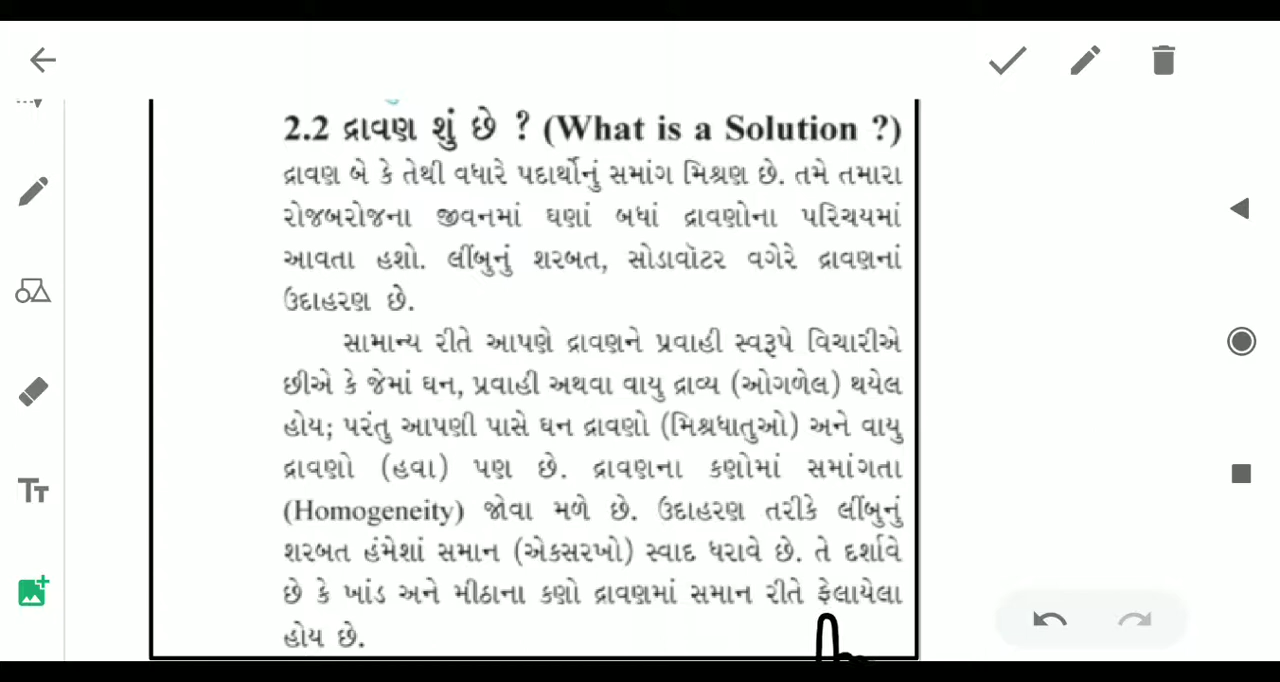 2.2 દ્રાવણ શું છે ? (What is a Solution ?)
દ્રાવણ બે કે તેથી વધારે પદાર્થોનું સમાંગ મિશ્રણ છે. તમે તમારા
રોજબરોજના જીવનમાં ઘણાં બધાં દ્રાવણોના પરિચયમાં
આવતા હશો. લીંબુનું શરબત, સોડાવૉટર વગેરે દ્રાવણનાં
ઉદાહરણ છે.
સામાન્ય રીતે આપણે દ્રાવણને પ્રવાહી સ્વરૂપે વિચારીએ
છીએ કે જેમાં ઘન, પ્રવાહી અથવા વાયુ દ્રાવ્ય (ઓગળેલ) થયેલ
હોય; પરંતુ આપણી પાસે ઘન દ્રાવણો (મિશ્રધાતુઓ) અને વાયુ
દ્રાવણો (હવા) પણ છે. દ્રાવણના કણોમાં સમાંગતા
(Homogeneity) જોવા મળે છે. ઉદાહરણ તરીકે લીંબુનું
શરબત હંમેશાં સમાન (એકસરખો) સ્વાદ ધરાવે છે. તે દર્શાવે
છે કે ખાંડ અને મીઠાના કણો દ્રાવણમાં સમાન રીતે ફેલાયેલા
હોય છે.
TT